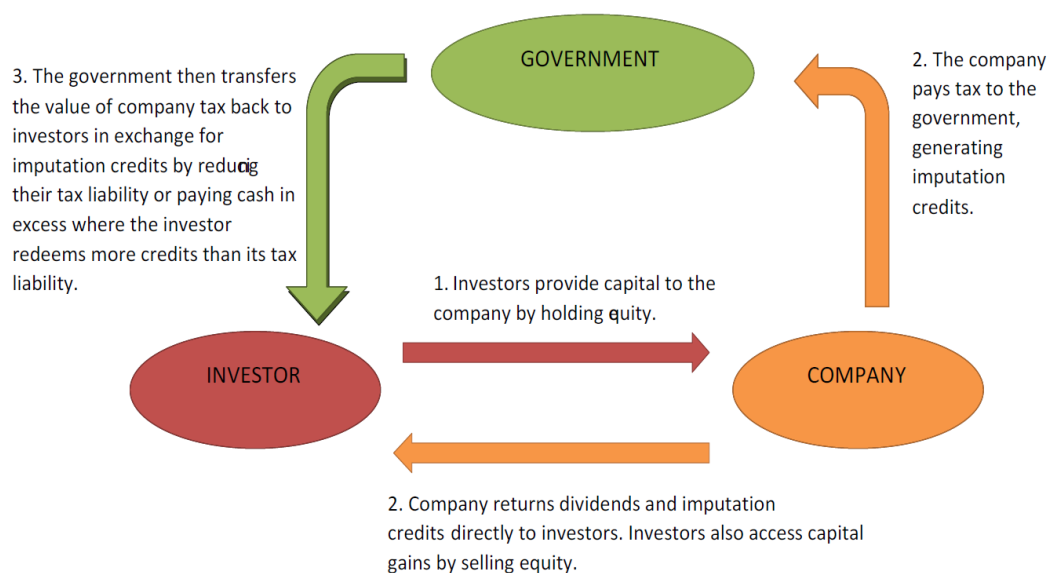 GOVERNMENT
3. The government then transfers
the value of company tax back to
investors in exchange for
imputation credits by reducing
their tax liability or paying cash in
excess where the investor
redeems more credits than its tax
liability.
2. The company
pays tax to the
government,
generating
imputation
credits.
1. Investors provide capital to the
company by holding equity.
INVESTOR
COMPANY
2. Company returns dividends and imputation
credits directly to investors. Investors also access capital
gains by selling equity.